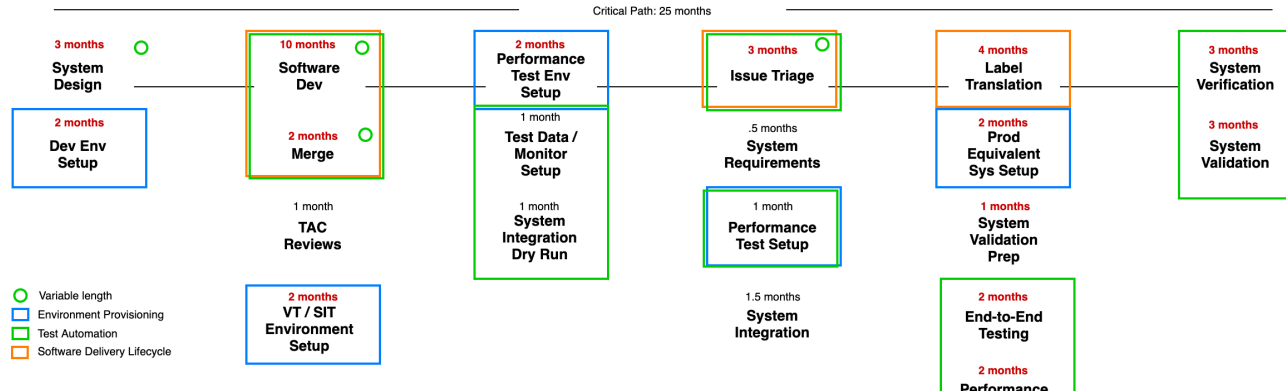 Critical Path: 25 months
3 months
System
Design
2 months
Dev Env
Setup
10 months
Software
Dev
2 months
Merge
1 month
TAC
Reviews
2 months
VT / SIT
Environment
Setup
2 months
Performance
Test Env
Setup
1 month
Test Data /
Monitor
Setup
1 month
System
Integration
Dry Run
3 months
Issue Triage
.5 months
System
Requirements
1 month
Performance
Test Setup
1.5 months
System
Integration
4 months
Label
Translation
2 months
Prod
Equivalent
Sys Setup
1 months
System
Validation
Prep
2 months
End-to-End
Testing
2 months
Performance
3 months
System
Verification
3 months
System
Validation
Variable length
Environment Provisioning
Test Automation
Software Delivery Lifecycle